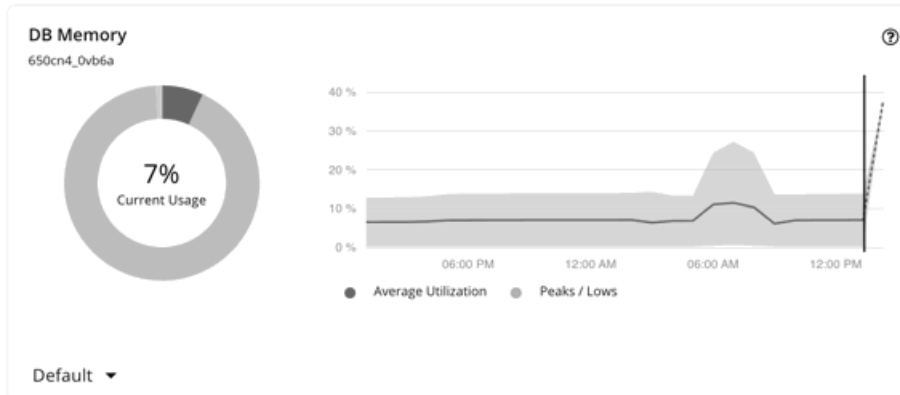 DB Memory
650cn4_0vb6a
7%
Current Usage
40 %
30 %
20 %
10 %
0 %
06:00 PM 12:00 AM 06:00 AM 12:00 PM
Average Utilization Peaks / Lows
Default